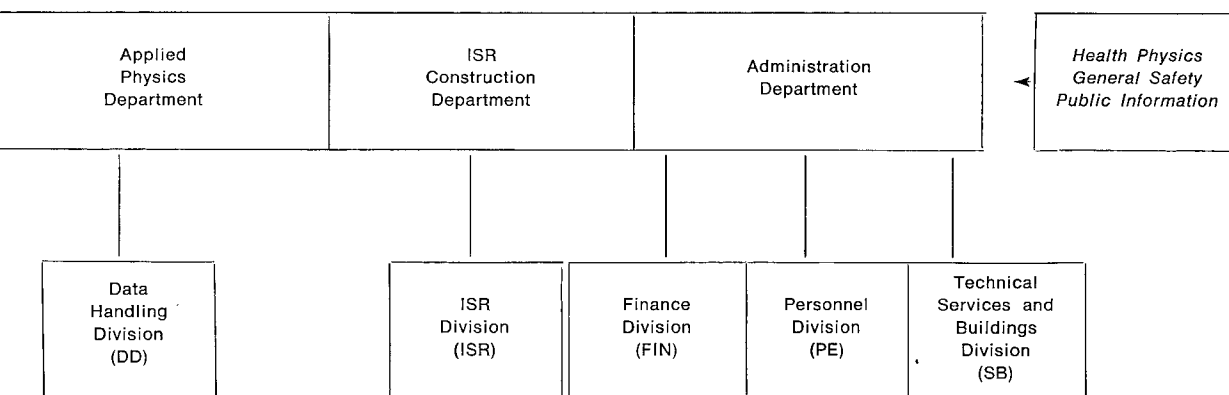 Applied
Physics
Department
ISR
Construction
Department
Administration
Department
Health Physics
General Safety
Public Information
Data
Handling
Division
(DD)
ISR
Division
(ISR)
Finance
Division
(FIN)
Personnel
Division
(PE)
Technical
Services and
Buildings
Division
(SB)